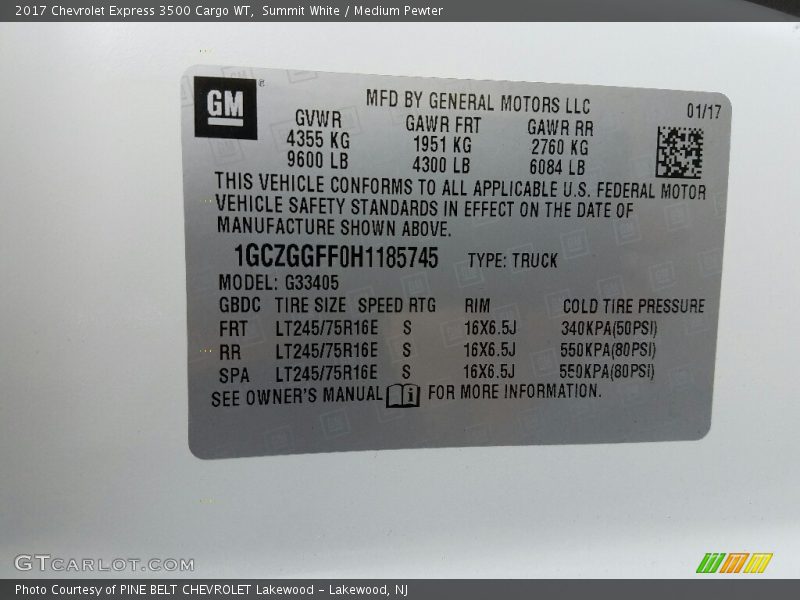 2017 Chevrolet Express 3500 Cargo WT, Summit White / Medium Pewter
GM
MFD BY GENERAL MOTORS LLC
01/17
GVWR GAWR FRT GAWR RR
4355 KG 1951 KG 2760 KG
9600 LB 4300 LB 6084 LB
THIS VEHICLE CONFORMS TO ALL APPLICABLE U.S. FEDERAL MOTOR
VEHICLE SAFETY STANDARDS IN EFFECT ON THE DATE OF
MANUFACTURE SHOWN ABOVE.
1GCZGGFF0H1185745 TYPE: TRUCK
MODEL: G33405
GBDC TIRE SIZE SPEED RTG RIM COLD TIRE PRESSURE
FRT LT245/75R16E S 16X6.5J 340KPA(50PSI)
RR LT245/75R16E S 16X6.5J 550KPA(80PSI)
SPA LT245/75R16E S 16X6.5J 550KPA(80PSI)
SEE OWNER'S MANUAL FOR MORE INFORMATION.
GTCARLOT.COM
Photo Courtesy of PINE BELT CHEVROLET Lakewood - Lakewood, NJ